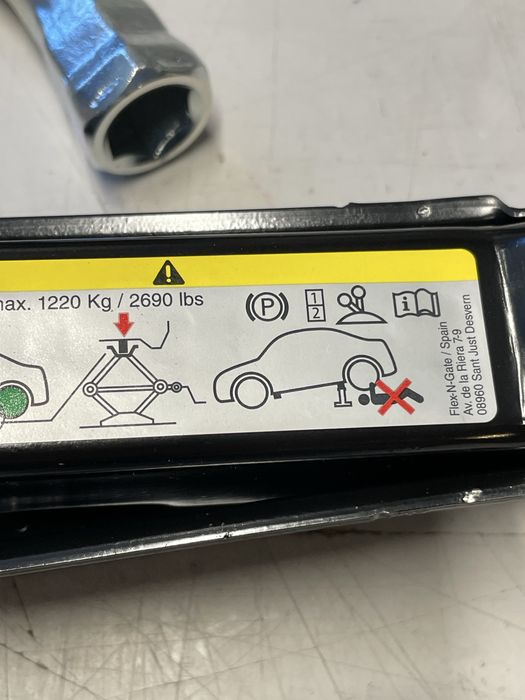 max. 1220 Kg / 2690 lbs
P
1
2
i
Flex-N-Gate / Spain
Av. de la Riera 7-9
08960 Sant Just Desvern